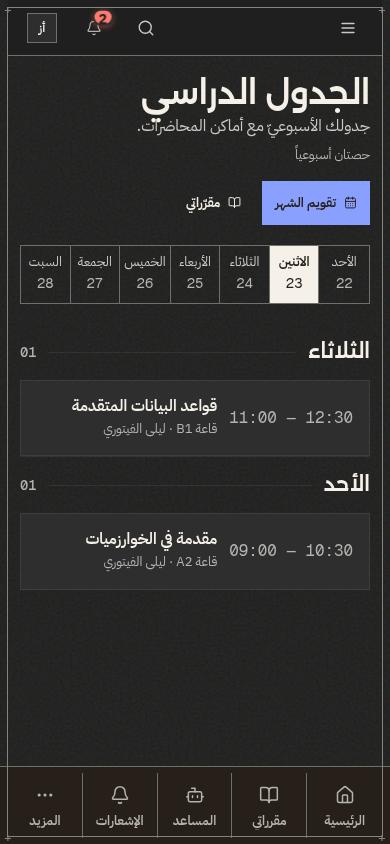 أز
2
الجدول الدراسي
جدولك الأسبوعيّ مع أماكن المحاضرات.
حصتان أسبوعياً
تقويم الشهر
مقرّراتي
الأحد 22
الاثنين 23
الثلاثاء 24
الأربعاء 25
الخميس 26
الجمعة 27
السبت 28
الثلاثاء 01
11:00 – 12:30 قواعد البيانات المتقدمة
قاعة B1 · ليلى الفيتوري
الأحد 01
09:00 – 10:30 مقدمة في الخوارزميات
قاعة A2 · ليلى الفيتوري
الرئيسية
مقرراتي
المساعد
الإشعارات
المزيد